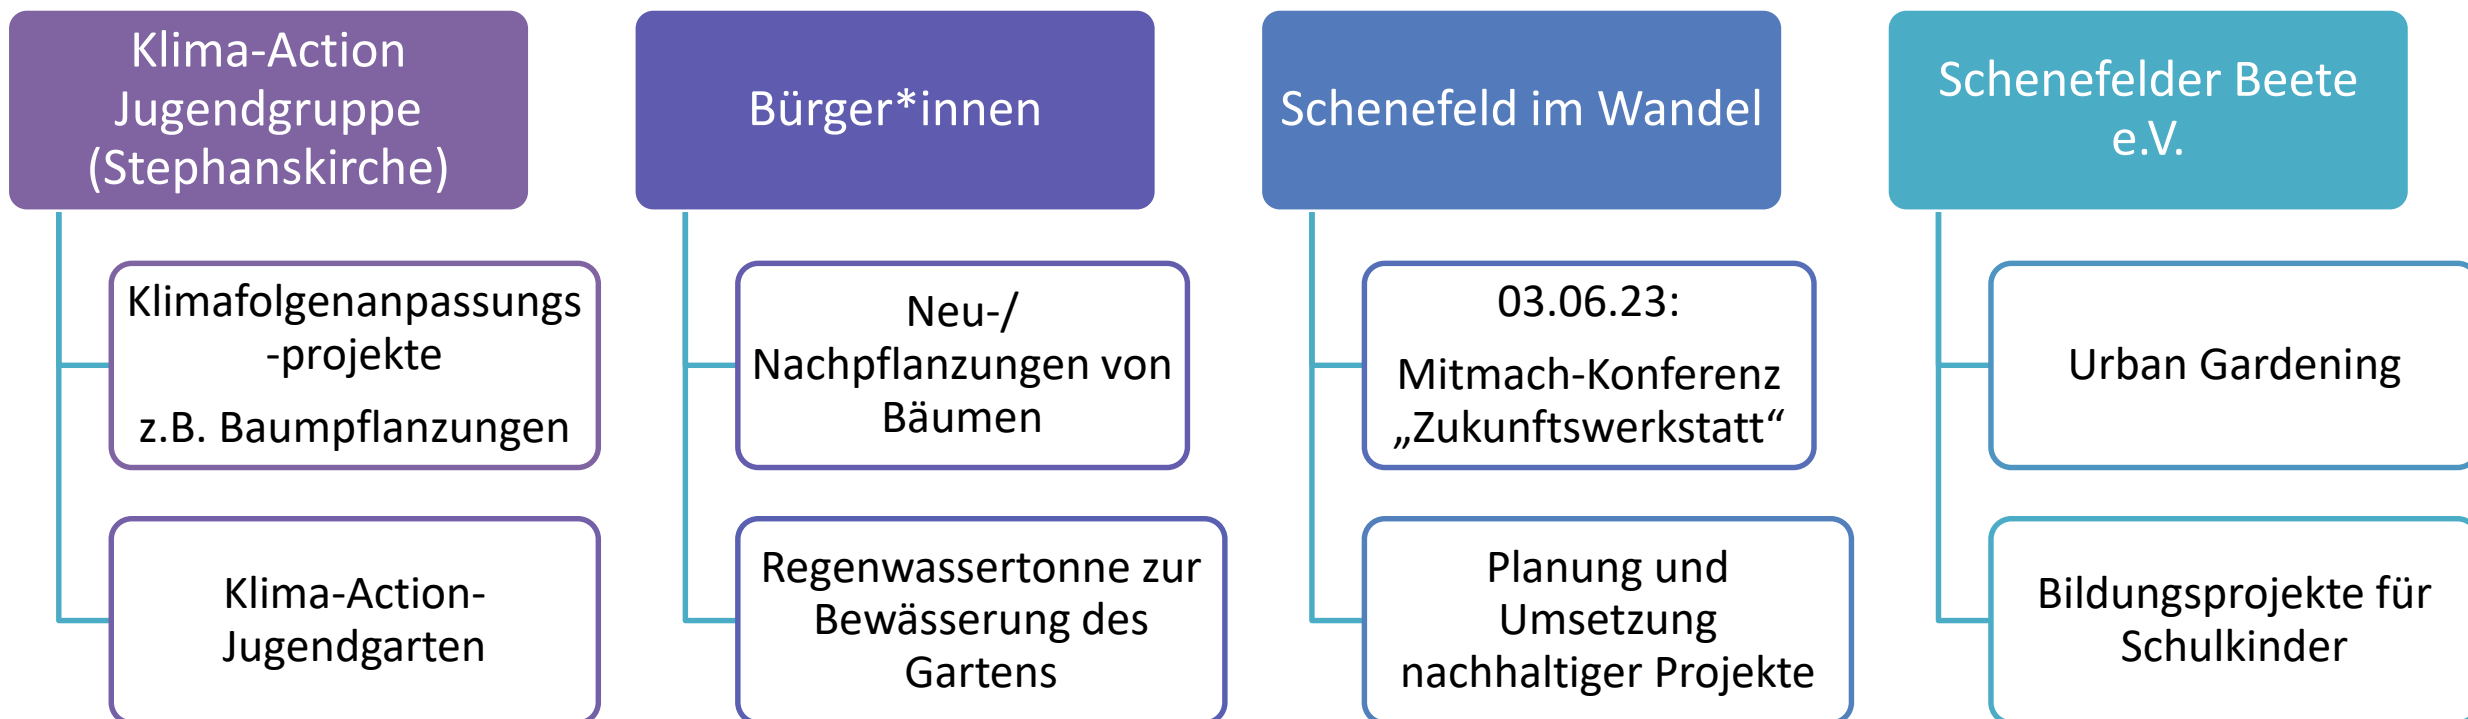 Klima-Action
Jugendgruppe
(Stephanskirche)
Klimafolgenanpassungs
-projekte
z.B. Baumpflanzungen
Klima-Action-
Jugendgarten
Bürger*innen
Neu-/
Nachpflanzungen von
Bäumen
Regenwassertonne zur
Bewässerung des
Gartens
Schenefeld im Wandel
03.06.23:
Mitmach-Konferenz
„Zukunftswerkstatt“
Planung und
Umsetzung
nachhaltiger Projekte
Schenefelder Beete
e.V.
Urban Gardening
Bildungsprojekte für
Schulkinder